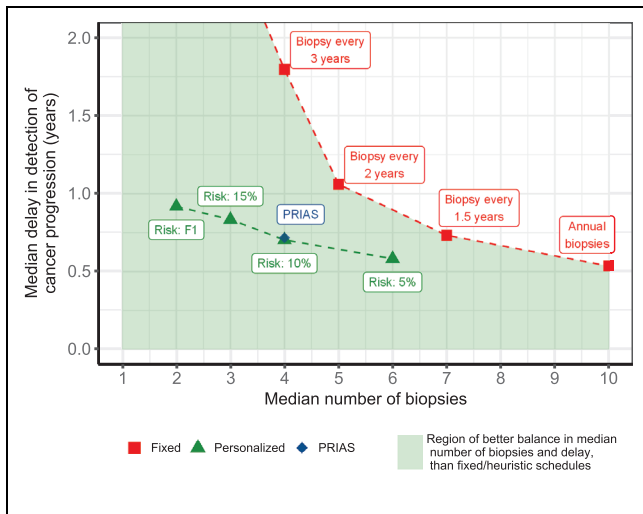 Median delay in detection of
cancer progression (years)
2.0
1.5
1.0
0.5
0.0
Biopsy every
3 years
Biopsy every
2 years
Biopsy every
1.5 years
Annual
biopsies
Risk: 15%
Risk: F1
PRIAS
Risk: 10%
Risk: 5%
1 2 3 4 5 6 7 8 9 10
Median number of biopsies
Fixed Personalized PRIAS
Region of better balance in median
number of biopsies and delay,
than fixed/heuristic schedules